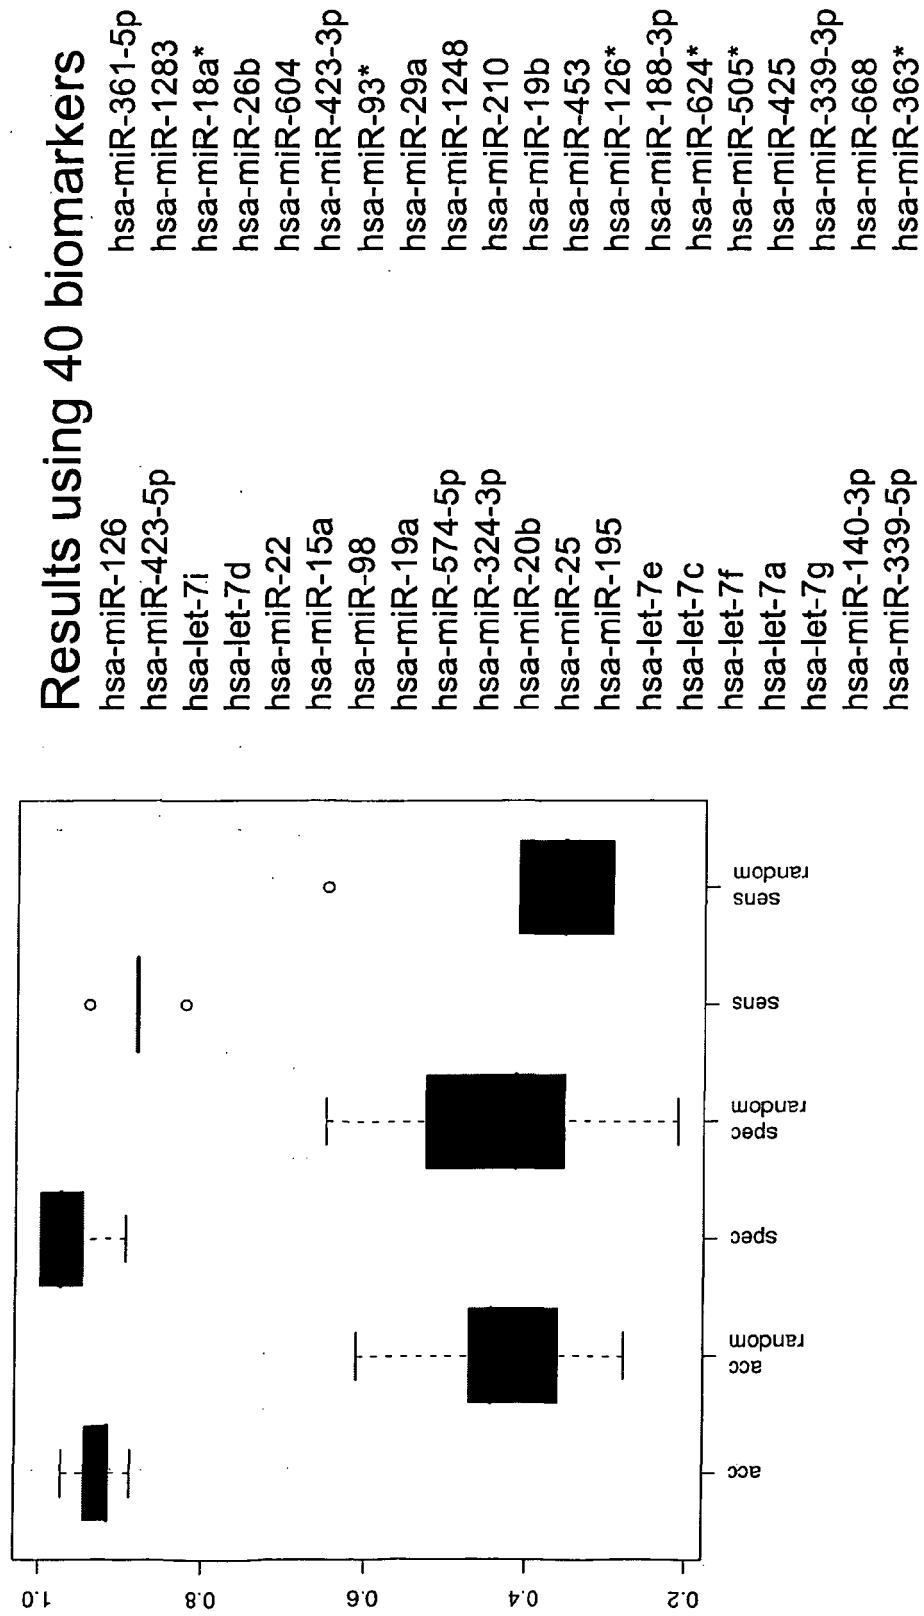 Results using 40 biomarkers
hsa-miR-126
hsa-miR-423-5p
hsa-let-7i
hsa-let-7d
hsa-miR-22
hsa-miR-15a
hsa-miR-98
hsa-miR-19a
hsa-miR-574-5p
hsa-miR-324-3p
hsa-miR-20b
hsa-miR-25
hsa-miR-195
hsa-let-7e
hsa-let-7c
hsa-let-7f
hsa-let-7a
hsa-let-7g
hsa-miR-140-3p
hsa-miR-339-5p
hsa-miR-361-5p
hsa-miR-1283
hsa-miR-18a*
hsa-miR-26b
hsa-miR-604
hsa-miR-423-3p
hsa-miR-93*
hsa-miR-29a
hsa-miR-1248
hsa-miR-210
hsa-miR-19b
hsa-miR-453
hsa-miR-126*
hsa-miR-188-3p
hsa-miR-624*
hsa-miR-505*
hsa-miR-425
hsa-miR-339-3p
hsa-miR-668
hsa-miR-363*
1.0
0.8
0.6
0.4
0.2
acc
acc
random
spec
spec
random
sens
sens
random